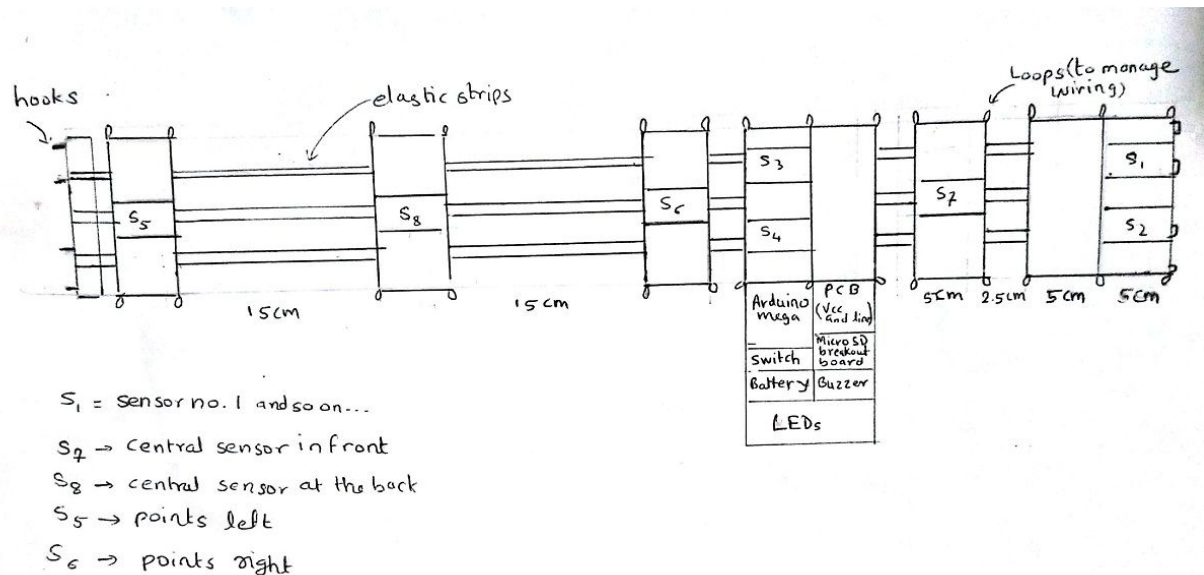 hooks
elastic strips
Loops (to manage
wiring)
S5
S8
S6
S3
S4
S7
S1
S2
15cm
15cm
5cm
2.5cm
5cm
5cm
Arduino
mega
PCB
(Vcc
and
switch
Micro SD
breakout
board
Battery
Buzzer
LEDs
S1 = sensor no. 1 and so on...
S7 → central sensor in front
S8 → central sensor at the back
S5 → points left
S6 → points right